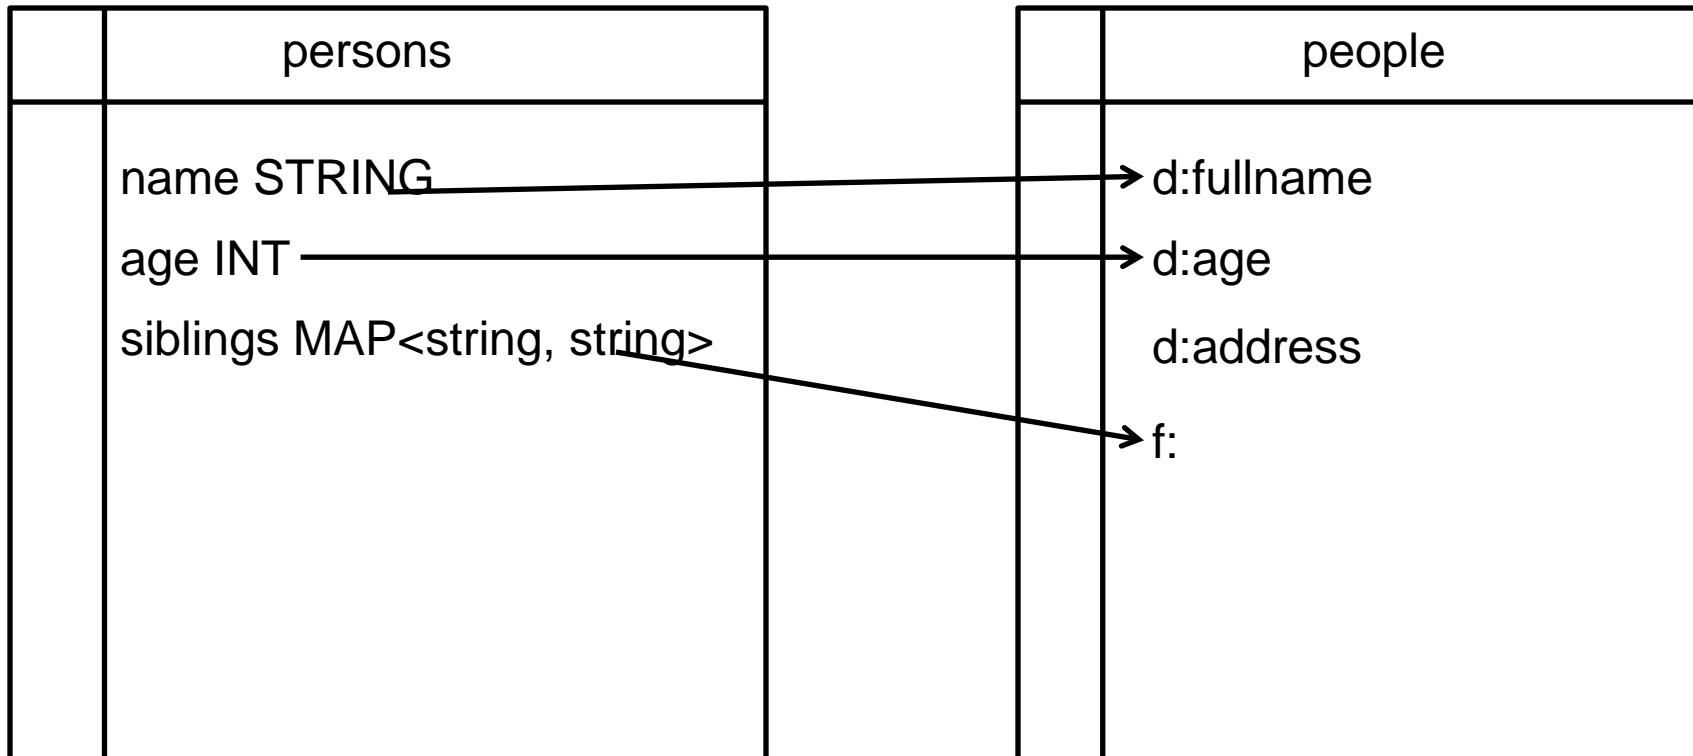 persons
name STRING
age INT
siblings MAP<string, string>
people
d:fullname
d:age
d:address
f: